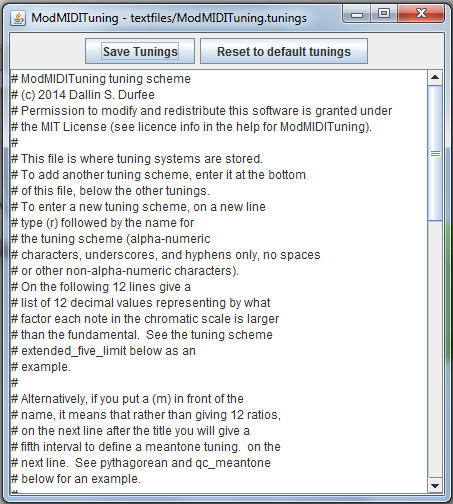 ModMIDITuning - textfiles/ModMIDITuning.tunings
Save Tunings Reset to default tunings
# ModMIDITuning tuning scheme
# (c) 2014 Dallin S. Durfee
# Permission to modify and redistribute this software is granted under
# the MIT License (see licence info in the help for ModMIDITuning).
#
# This file is where tuning systems are stored.
# To add another tuning scheme, enter it at the bottom
# of this file, below the other tunings.
# To enter a new tuning scheme, on a new line
# type (r) followed by the name for
# the tuning scheme (alpha-numeric
# characters, underscores, and hyphens only, no spaces
# or other non-alpha-numeric characters).
# On the following 12 lines give a
# list of 12 decimal values representing by what
# factor each note in the chromatic scale is larger
# than the fundamental.  See the tuning scheme
# extended_five_limit below as an
# example.
#
# Alternatively, if you put a (m) in front of the
# name, it means that rather than giving 12 ratios,
# on the next line after the title you will give a
# fifth interval to define a meantone tuning.  on the
# next line.  See pythagorean and qc_meantone
# below for an example.
#